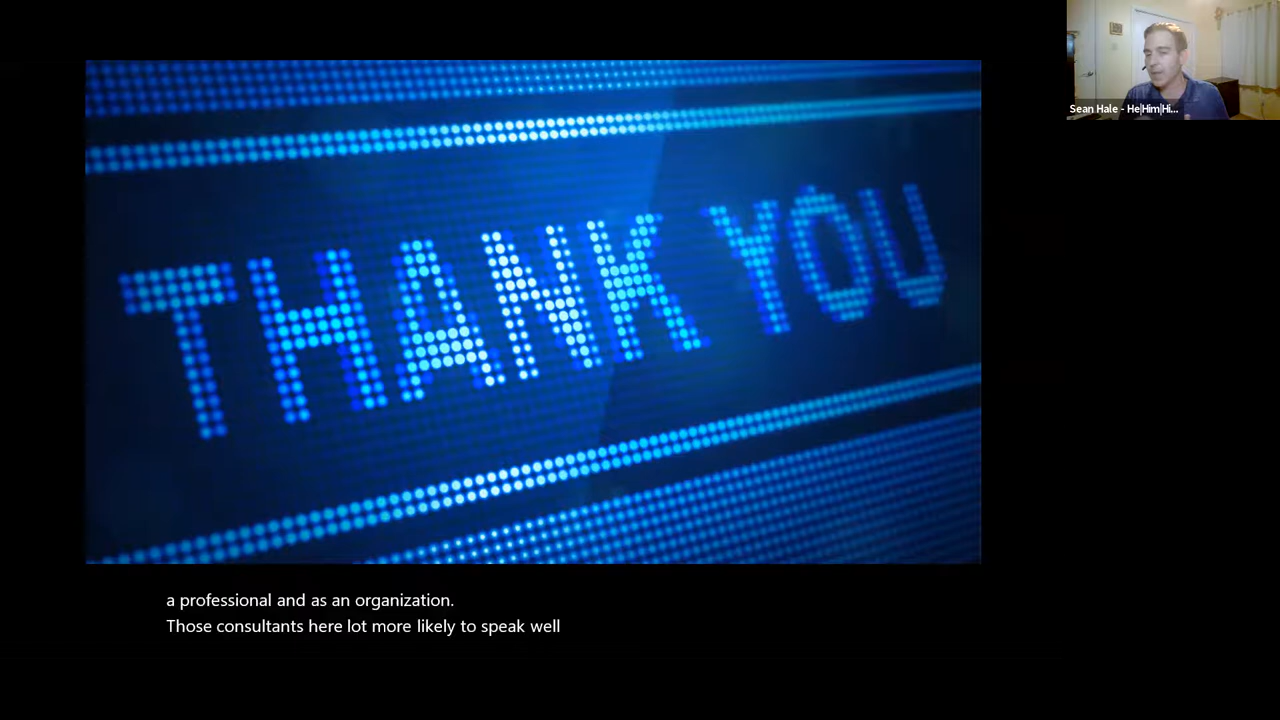 Sean Hale - He|Him|Hi...
THANK YOU
a professional and as an organization.
Those consultants here lot more likely to speak well